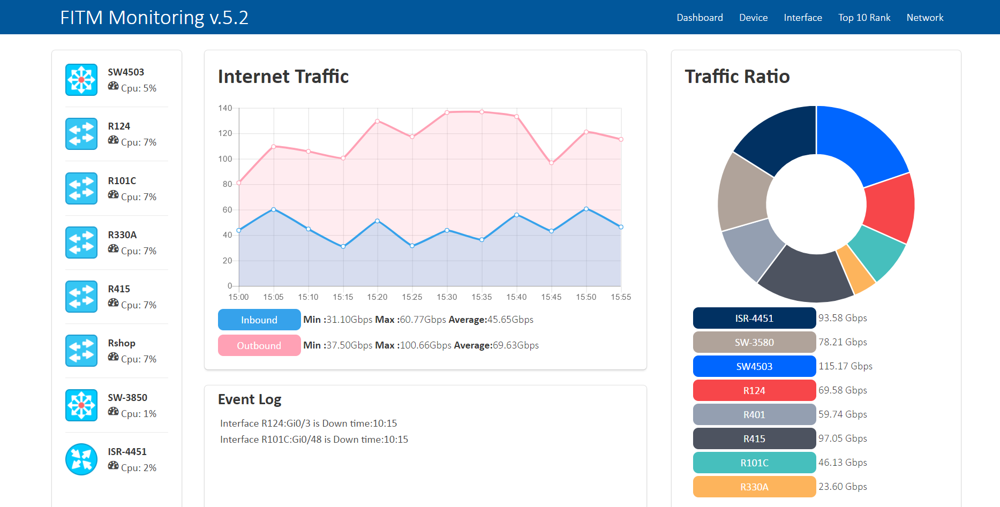 FITM Monitoring v.5.2
Dashboard Device Interface Top 10 Rank Network
SW4503
Cpu: 5%
R124
Cpu: 7%
R101C
Cpu: 7%
R330A
Cpu: 7%
R415
Cpu: 7%
Rshop
Cpu: 7%
SW-3850
Cpu: 1%
ISR-4451
Cpu: 2%
Internet Traffic
140
120
100
80
60
40
20
0
15:00 15:05 15:10 15:15 15:20 15:25 15:30 15:35 15:40 15:45 15:50 15:55
Inbound Min :31.10Gbps Max :60.77Gbps Average:45.65Gbps
Outbound Min :37.50Gbps Max :100.66Gbps Average:69.63Gbps
Event Log
Interface R124:Gi0/3 is Down time:10:15
Interface R101C:Gi0/48 is Down time:10:15
Traffic Ratio
ISR-4451 93.58 Gbps
SW-3580 78.21 Gbps
SW4503 115.17 Gbps
R124 69.58 Gbps
R401 59.74 Gbps
R415 97.05 Gbps
R101C 46.13 Gbps
R330A 23.60 Gbps